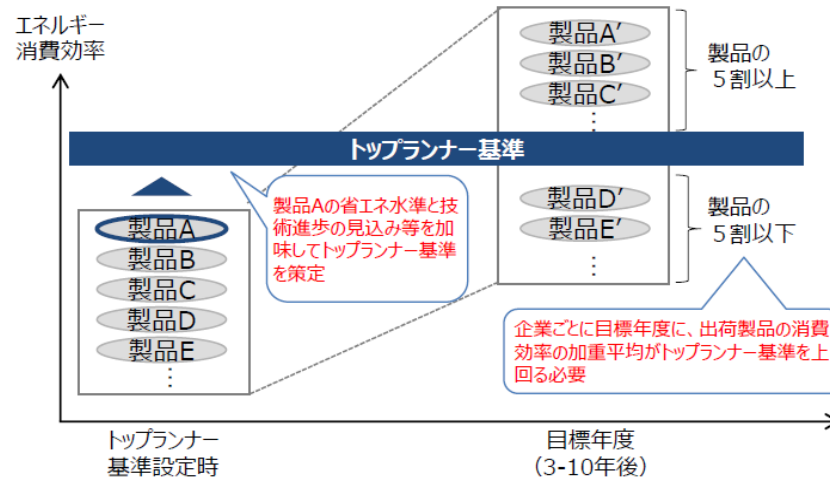 エネルギー
消費効率
製品A’
製品B’
製品C’
⋮
製品の
５割以上
トップランナー基準
製品Aの省エネ水準と技
術進歩の見込み等を加
味してトップランナー基準
を策定
製品A
製品B
製品C
製品D
製品E
⋮
製品D’
製品E’
⋮
製品の
５割以下
企業ごとに目標年度に、出荷製品の消費
効率の加重平均がトップランナー基準を上
回る必要
トップランナー
基準設定時
目標年度
（3-10年後）